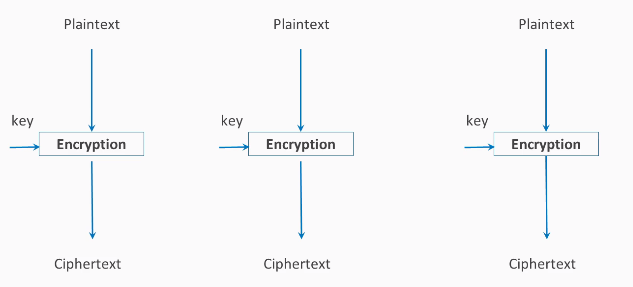 Plaintext Plaintext Plaintext
key key key
Encryption Encryption Encryption
Ciphertext Ciphertext Ciphertext